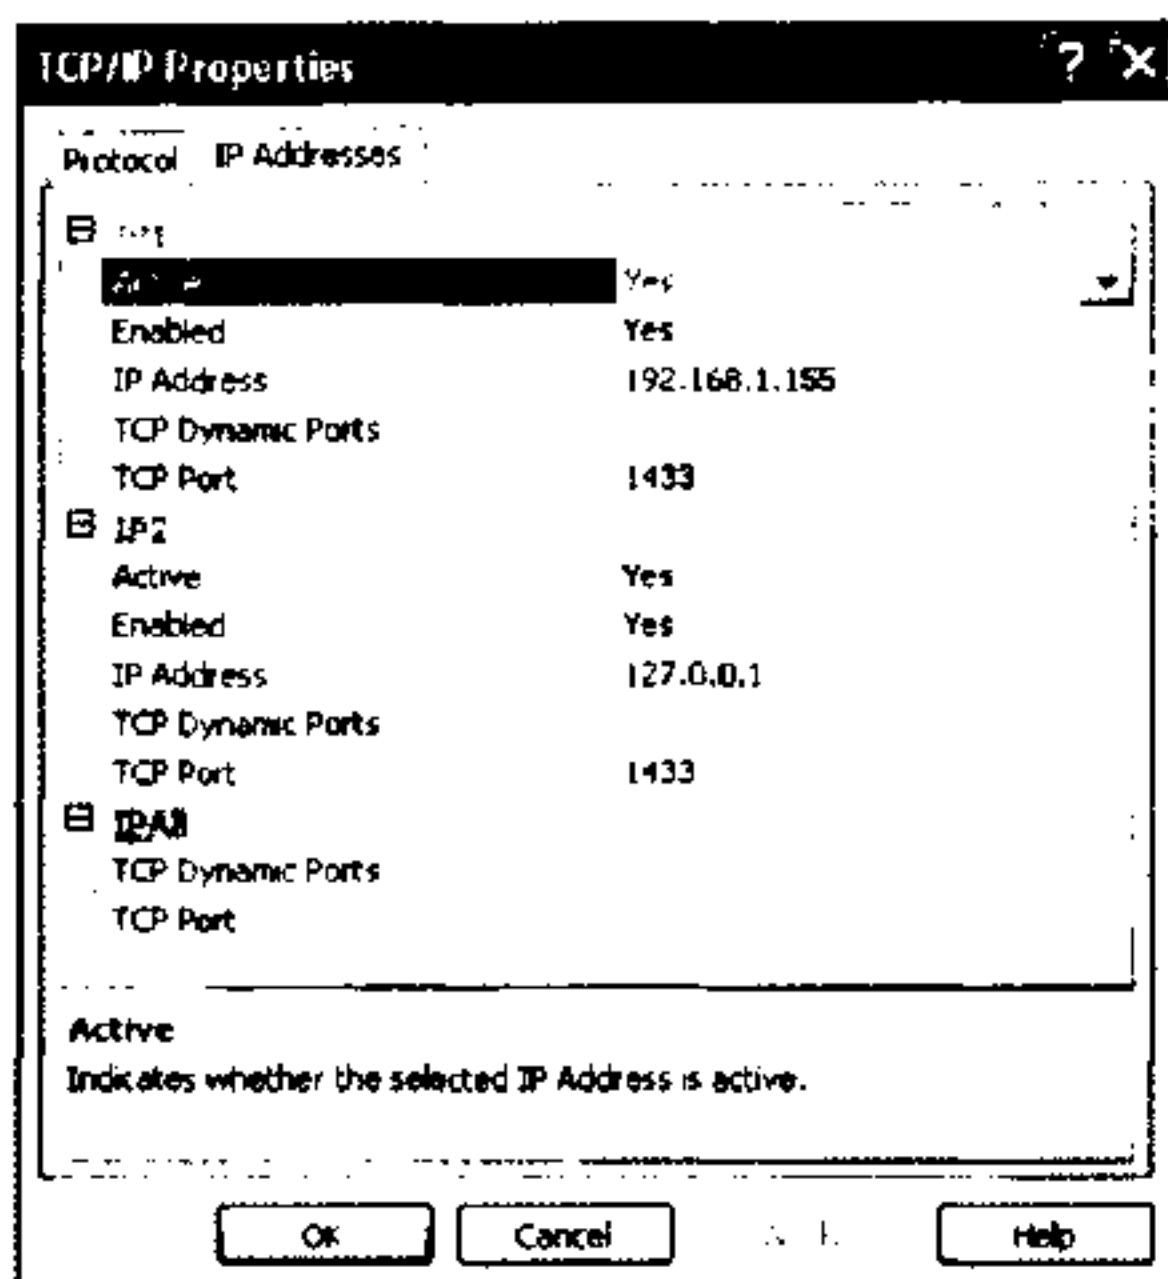 TCP/IP Properties ? X
Protocol IP Addresses
Yes
Enabled Yes
IP Address 192.168.1.155
TCP Dynamic Ports
TCP Port 1433
IP2
Active Yes
Enabled Yes
IP Address 127.0.0.1
TCP Dynamic Ports
TCP Port 1433
IPAll
TCP Dynamic Ports
TCP Port
Active
Indicates whether the selected IP Address is active.
OK Cancel Help